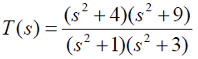 T(s) = (s² + 4)(s² + 9) / (s² + 1)(s² + 3)